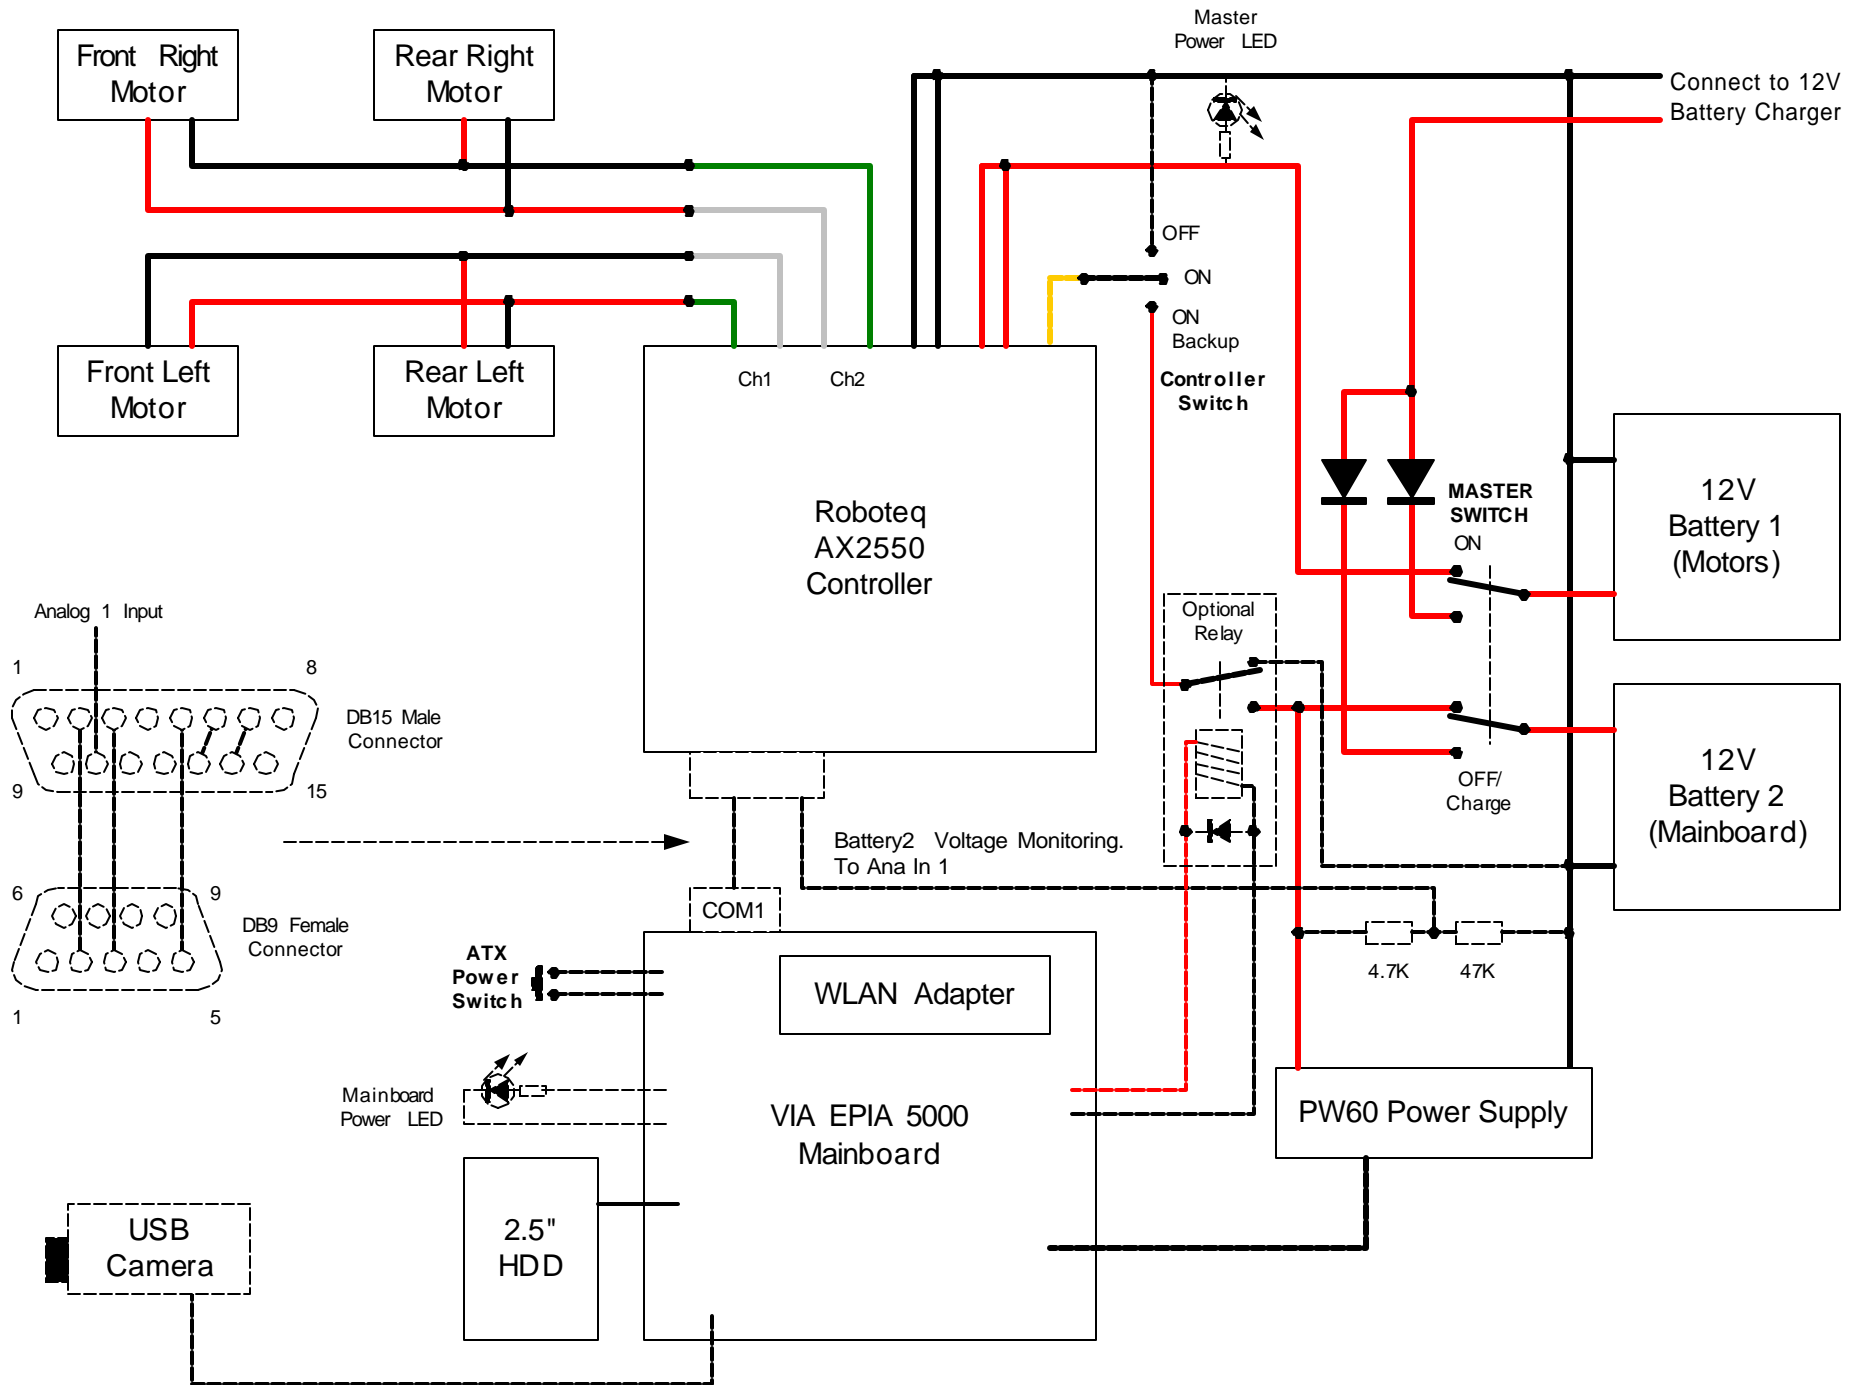 Master
Power LED
Front Right
Motor
Rear Right
Motor
Connect to 12V
Battery Charger
OFF
ON
ON
Backup
Controller
Switch
Front Left
Motor
Rear Left
Motor
Ch1
Ch2
Roboteq
AX2550
Controller
MASTER
SWITCH
ON
12V
Battery 1
(Motors)
Optional
Relay
Analog 1 Input
1
8
DB15 Male
Connector
9
15
OFF/
Charge
12V
Battery 2
(Mainboard)
Battery2 Voltage Monitoring.
To Ana In 1
6
9
DB9 Female
Connector
1
5
COM1
ATX
Power
Switch
WLAN Adapter
4.7K
47K
Mainboard
Power LED
VIA EPIA 5000
Mainboard
PW60 Power Supply
2.5"
HDD
USB
Camera